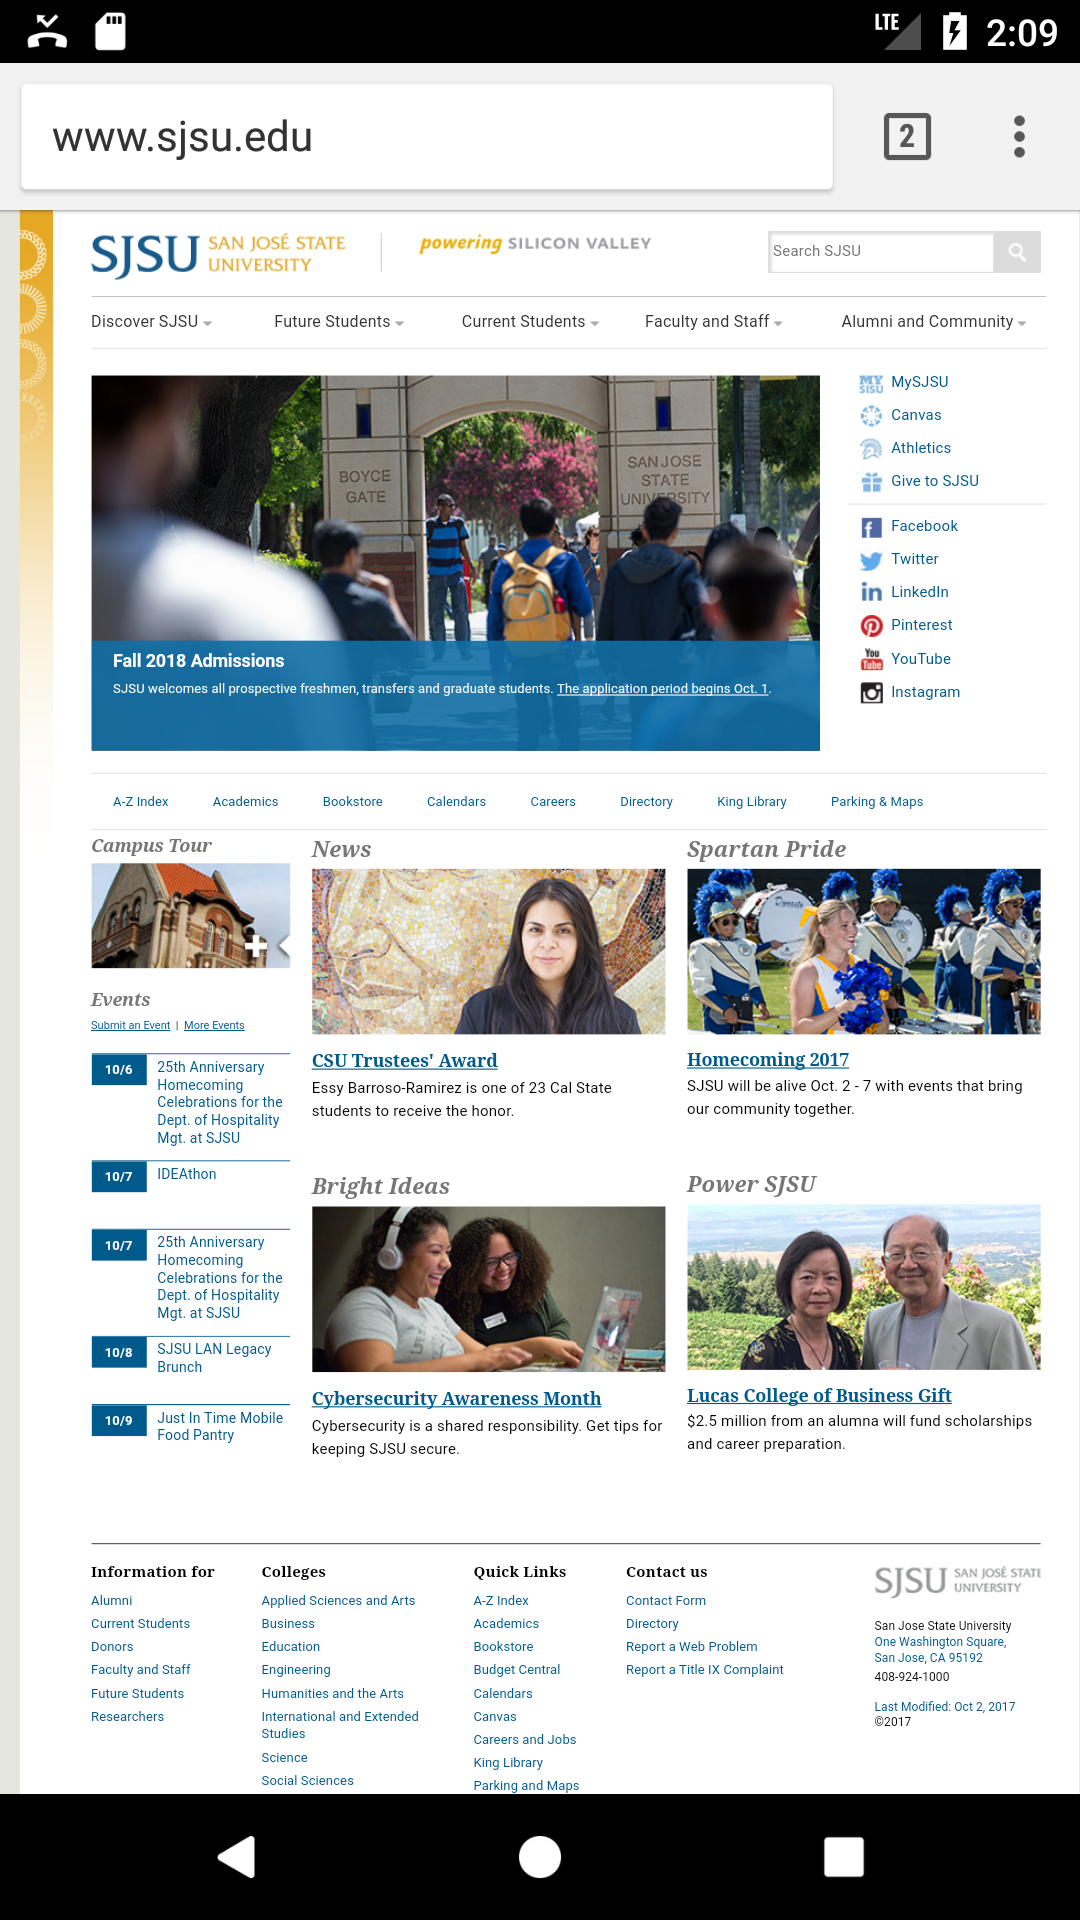 LTE 2:09
www.sjsu.edu
2
SJSU SAN JOSÉ STATE UNIVERSITY
powering SILICON VALLEY
Search SJSU
Discover SJSU
Future Students
Current Students
Faculty and Staff
Alumni and Community
BOYCE
GATE
SAN JOSE
STATE
UNIVERSITY
Fall 2018 Admissions
SJSU welcomes all prospective freshmen, transfers and graduate students. The application period begins Oct. 1.
MY SJSU MySJSU
Canvas
Athletics
Give to SJSU
f Facebook
Twitter
in LinkedIn
Pinterest
You Tube YouTube
Instagram
A-Z Index
Academics
Bookstore
Calendars
Careers
Directory
King Library
Parking & Maps
Campus Tour
Events
Submit an Event | More Events
10/6 25th Anniversary
Homecoming
Celebrations for the
Dept. of Hospitality
Mgt. at SJSU
10/7 IDEAthon
10/7 25th Anniversary
Homecoming
Celebrations for the
Dept. of Hospitality
Mgt. at SJSU
10/8 SJSU LAN Legacy
Brunch
10/9 Just In Time Mobile
Food Pantry
News
CSU Trustees' Award
Essy Barroso-Ramirez is one of 23 Cal State
students to receive the honor.
Spartan Pride
Dynasty
Homecoming 2017
SJSU will be alive Oct. 2 - 7 with events that bring
our community together.
Bright Ideas
Cybersecurity Awareness Month
Cybersecurity is a shared responsibility. Get tips for
keeping SJSU secure.
Power SJSU
Lucas College of Business Gift
$2.5 million from an alumna will fund scholarships
and career preparation.
Information for
Alumni
Current Students
Donors
Faculty and Staff
Future Students
Researchers
Colleges
Applied Sciences and Arts
Business
Education
Engineering
Humanities and the Arts
International and Extended
Studies
Science
Social Sciences
Quick Links
A-Z Index
Academics
Bookstore
Budget Central
Calendars
Canvas
Careers and Jobs
King Library
Parking and Maps
Contact us
Contact Form
Directory
Report a Web Problem
Report a Title IX Complaint
SJSU SAN JOSÉ STATE UNIVERSITY
San Jose State University
One Washington Square,
San Jose, CA 95192
408-924-1000
Last Modified: Oct 2, 2017
©2017